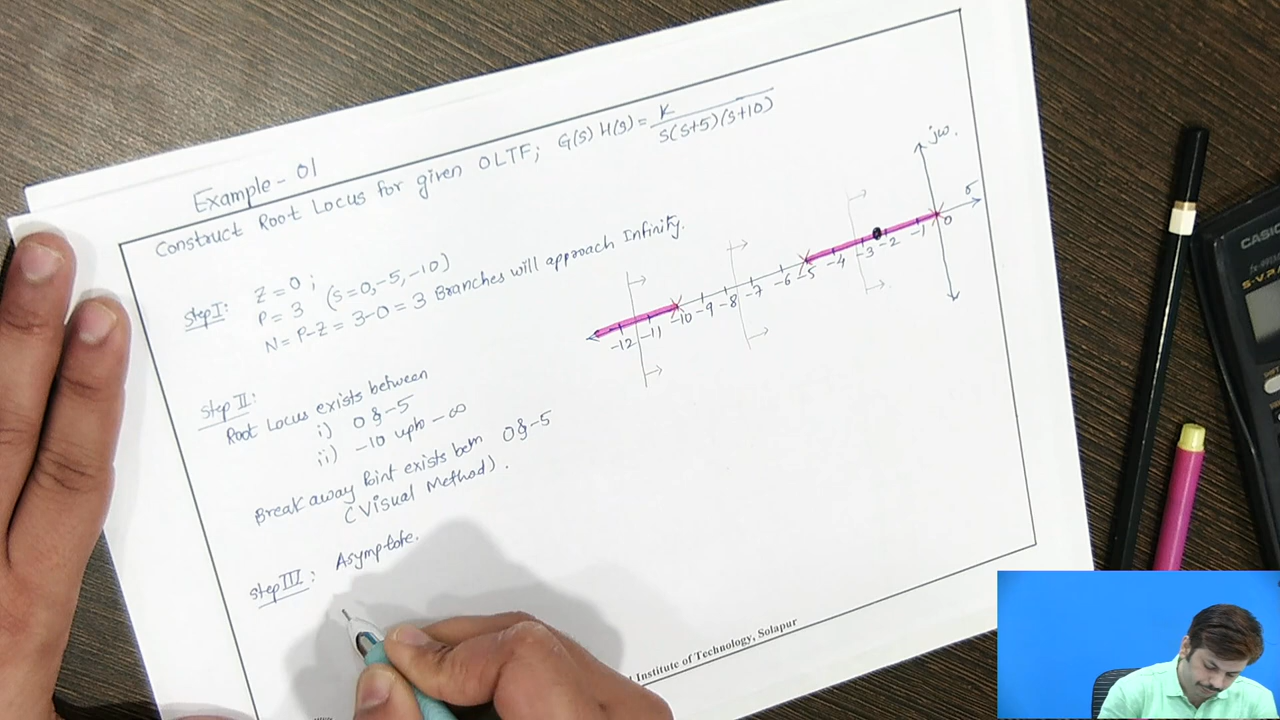 Example - 01
Construct Root Locus for given OLTF; G(s) H(s) = K / s(s+5)(s+10)
Step I: Z = 0 ;
P = 3 (s = 0, -5, -10)
N = P - Z = 3 - 0 = 3 Branches will approach Infinity.
jω.
σ
-12 -11 -10 -9 -8 -7 -6 -5 -4 -3 -2 -1 0
Step II:
Root Locus exists between
i) 0 & -5
ii) -10 upto -∞
Break away Point exists betn 0 & -5
(Visual Method).
Step III: Asymptote.
Institute of Technology, Solapur
CASIO
S-V.P.A